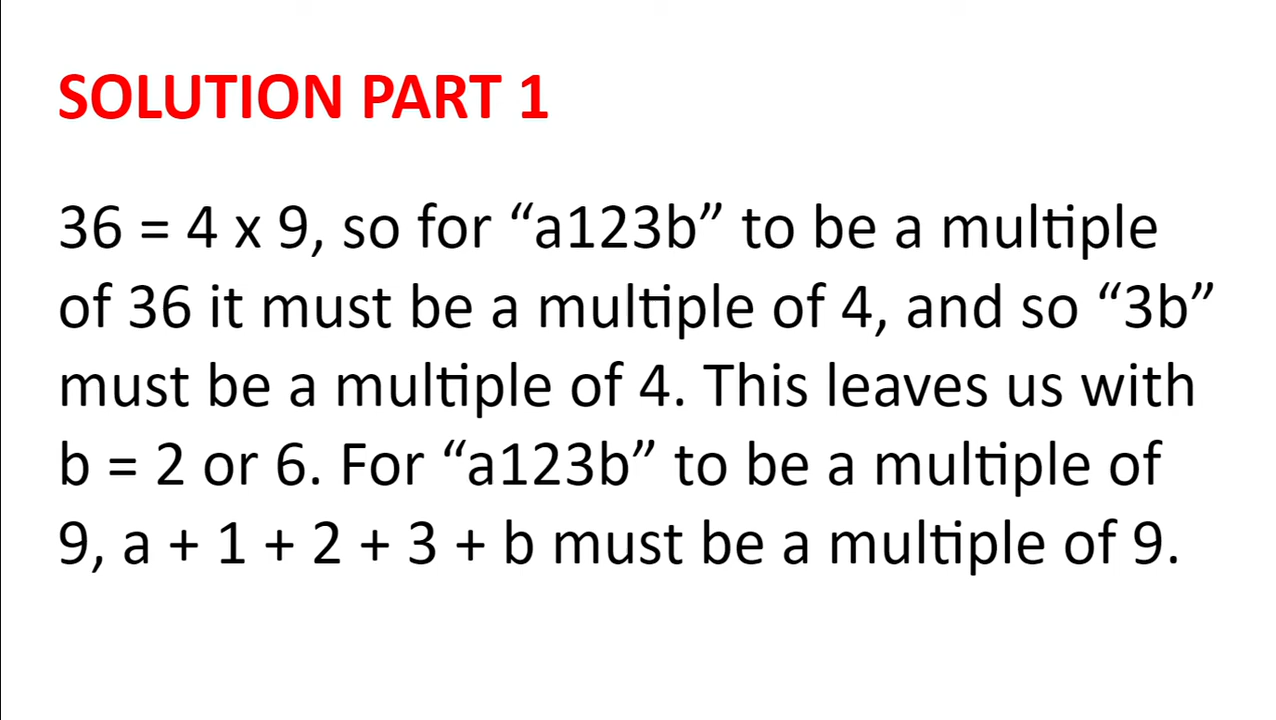 SOLUTION PART 1
36 = 4 x 9, so for “a123b” to be a multiple
of 36 it must be a multiple of 4, and so “3b”
must be a multiple of 4. This leaves us with
b = 2 or 6. For “a123b” to be a multiple of
9, a + 1 + 2 + 3 + b must be a multiple of 9.